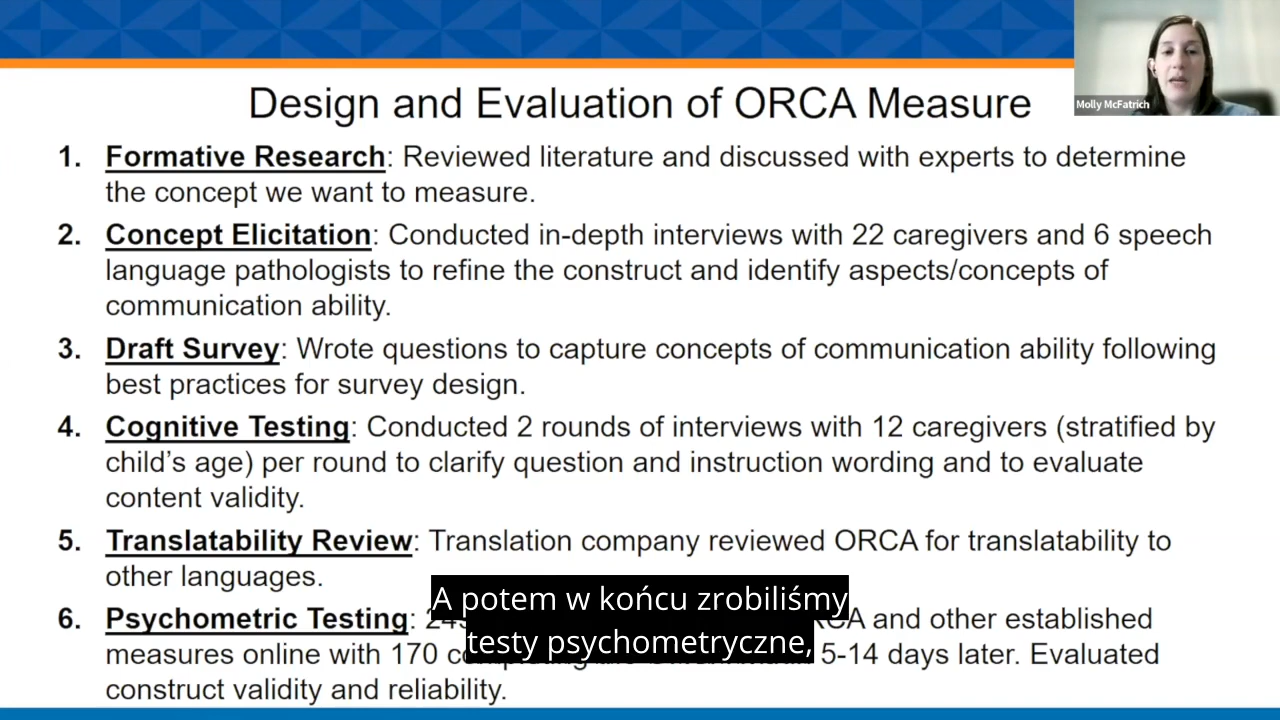 Design and Evaluation of ORCA Measure
Molly McFatrich
1. Formative Research: Reviewed literature and discussed with experts to determine
the concept we want to measure.
2. Concept Elicitation: Conducted in-depth interviews with 22 caregivers and 6 speech
language pathologists to refine the construct and identify aspects/concepts of
communication ability.
3. Draft Survey: Wrote questions to capture concepts of communication ability following
best practices for survey design.
4. Cognitive Testing: Conducted 2 rounds of interviews with 12 caregivers (stratified by
child's age) per round to clarify question and instruction wording and to evaluate
content validity.
5. Translatability Review: Translation company reviewed ORCA for translatability to
other languages.
6. Psychometric Testing: and other established
measures online with 170 5-14 days later. Evaluated
construct validity and reliability.
A potem w końcu zrobiliśmy
testy psychometryczne,